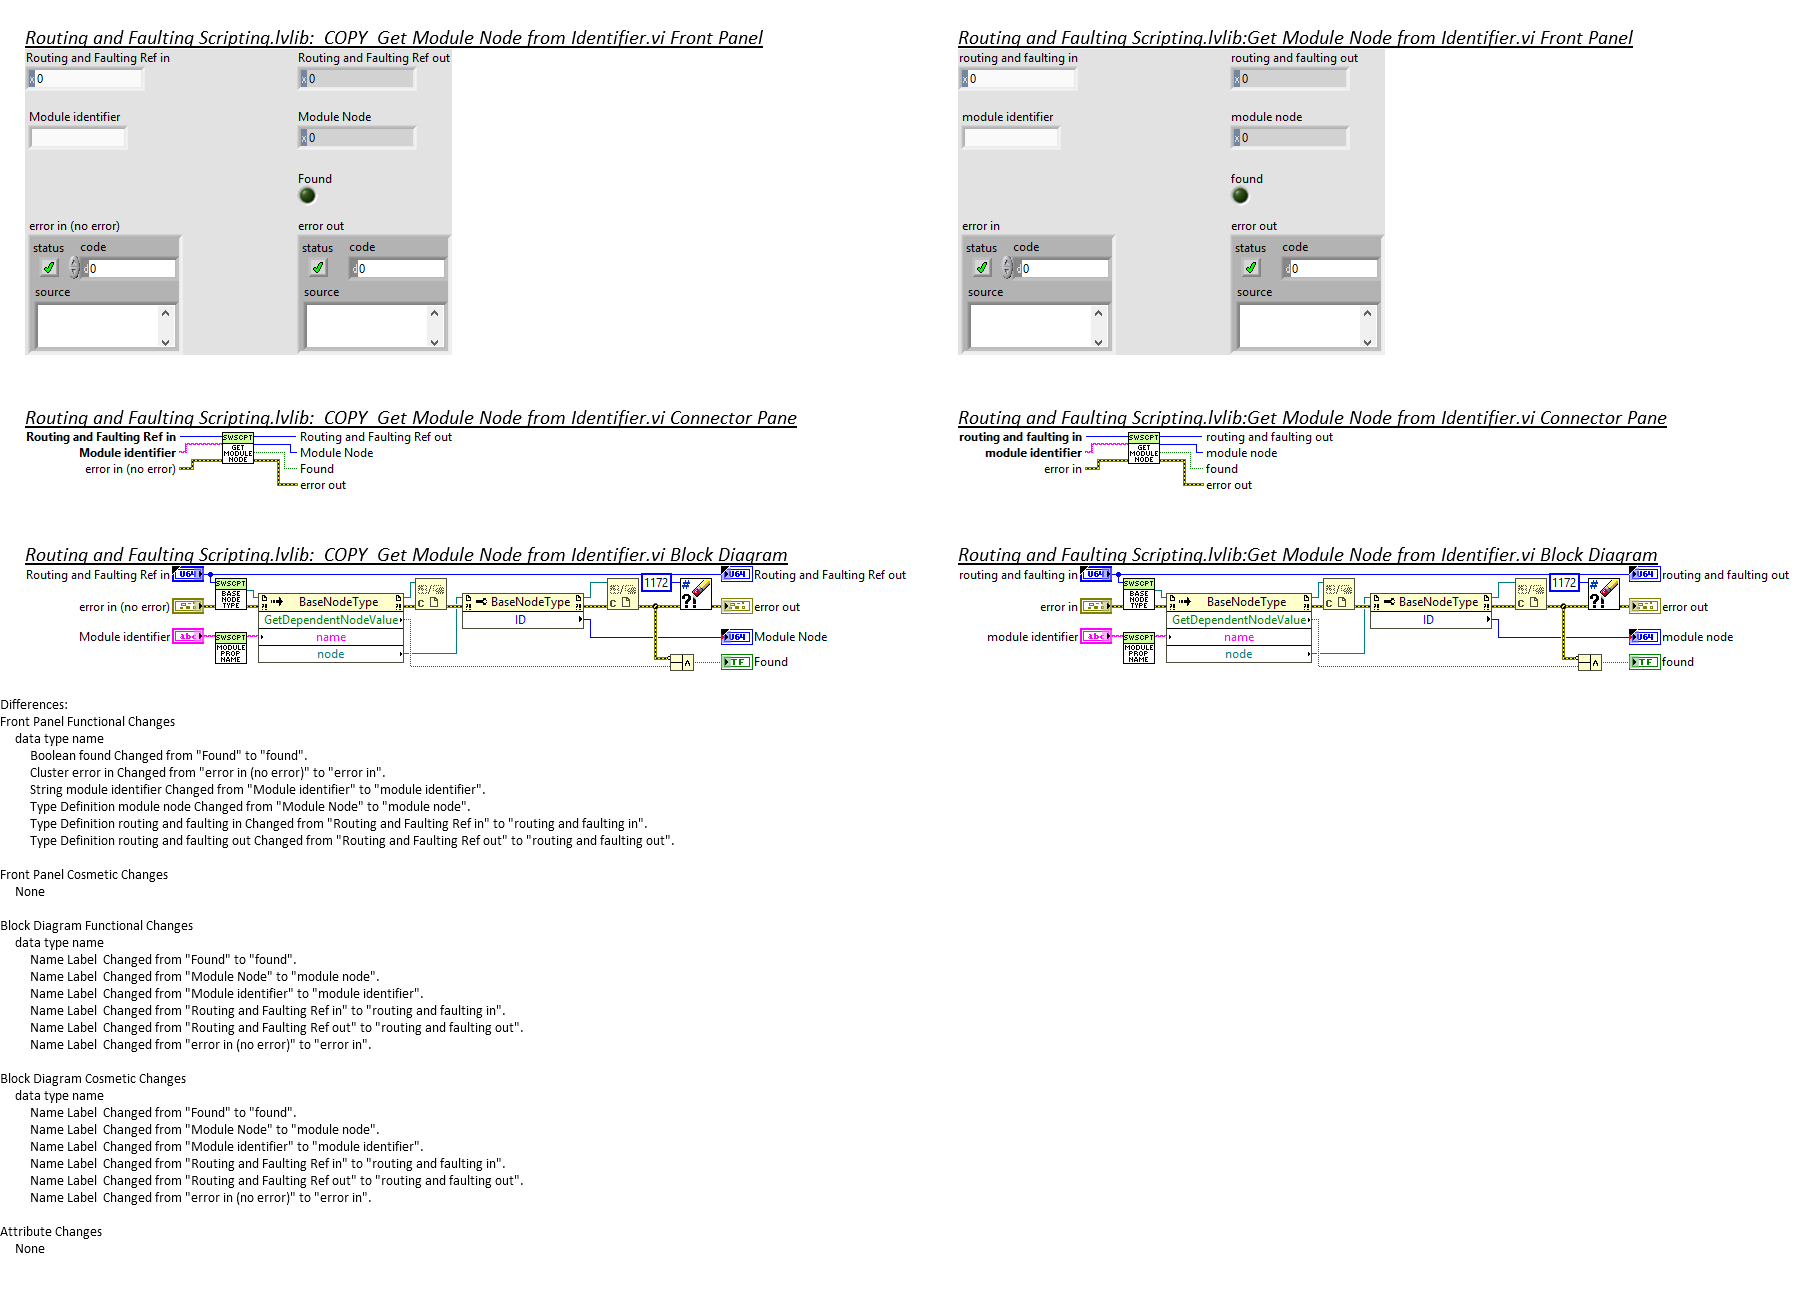 Routing and Faulting Scripting.lvlib:_COPY_Get Module Node from Identifier.vi Front Panel
Routing and Faulting Ref in
Routing and Faulting Ref out
x 0
x 0
Module identifier
Module Node
x 0
Found
error in (no error)
error out
status code
status code
d 0
d 0
source
source
Routing and Faulting Scripting.lvlib:Get Module Node from Identifier.vi Front Panel
routing and faulting in
routing and faulting out
x 0
x 0
module identifier
module node
x 0
found
error in
error out
status code
status code
d 0
d 0
source
source
Routing and Faulting Scripting.lvlib:_COPY_Get Module Node from Identifier.vi Connector Pane
Routing and Faulting Ref in
Module identifier
error in (no error)
SWSCPT
GET
MODULE
NODE
Routing and Faulting Ref out
Module Node
Found
error out
Routing and Faulting Scripting.lvlib:Get Module Node from Identifier.vi Connector Pane
routing and faulting in
module identifier
error in
SWSCPT
GET
MODULE
NODE
routing and faulting out
module node
found
error out
Routing and Faulting Scripting.lvlib:_COPY_Get Module Node from Identifier.vi Block Diagram
Routing and Faulting Ref in
U64
error in (no error)
Module identifier
abc
SWSCPT
BASE
NODE
TYPE
SWSCPT
MODULE
PROP
NAME
BaseNodeType
GetDependentNodeValue
name
node
C
BaseNodeType
ID
C
1172
#
?!
U64
Routing and Faulting Ref out
error out
U64
Module Node
TF
Found
Routing and Faulting Scripting.lvlib:Get Module Node from Identifier.vi Block Diagram
routing and faulting in
U64
error in
module identifier
abc
SWSCPT
BASE
NODE
TYPE
SWSCPT
MODULE
PROP
NAME
BaseNodeType
GetDependentNodeValue
name
node
C
BaseNodeType
ID
C
1172
#
?!
U64
routing and faulting out
error out
U64
module node
TF
found
Differences:
Front Panel Functional Changes
data type name
Boolean found Changed from "Found" to "found".
Cluster error in Changed from "error in (no error)" to "error in".
String module identifier Changed from "Module identifier" to "module identifier".
Type Definition module node Changed from "Module Node" to "module node".
Type Definition routing and faulting in Changed from "Routing and Faulting Ref in" to "routing and faulting in".
Type Definition routing and faulting out Changed from "Routing and Faulting Ref out" to "routing and faulting out".
Front Panel Cosmetic Changes
None
Block Diagram Functional Changes
data type name
Name Label Changed from "Found" to "found".
Name Label Changed from "Module Node" to "module node".
Name Label Changed from "Module identifier" to "module identifier".
Name Label Changed from "Routing and Faulting Ref in" to "routing and faulting in".
Name Label Changed from "Routing and Faulting Ref out" to "routing and faulting out".
Name Label Changed from "error in (no error)" to "error in".
Block Diagram Cosmetic Changes
data type name
Name Label Changed from "Found" to "found".
Name Label Changed from "Module Node" to "module node".
Name Label Changed from "Module identifier" to "module identifier".
Name Label Changed from "Routing and Faulting Ref in" to "routing and faulting in".
Name Label Changed from "Routing and Faulting Ref out" to "routing and faulting out".
Name Label Changed from "error in (no error)" to "error in".
Attribute Changes
None